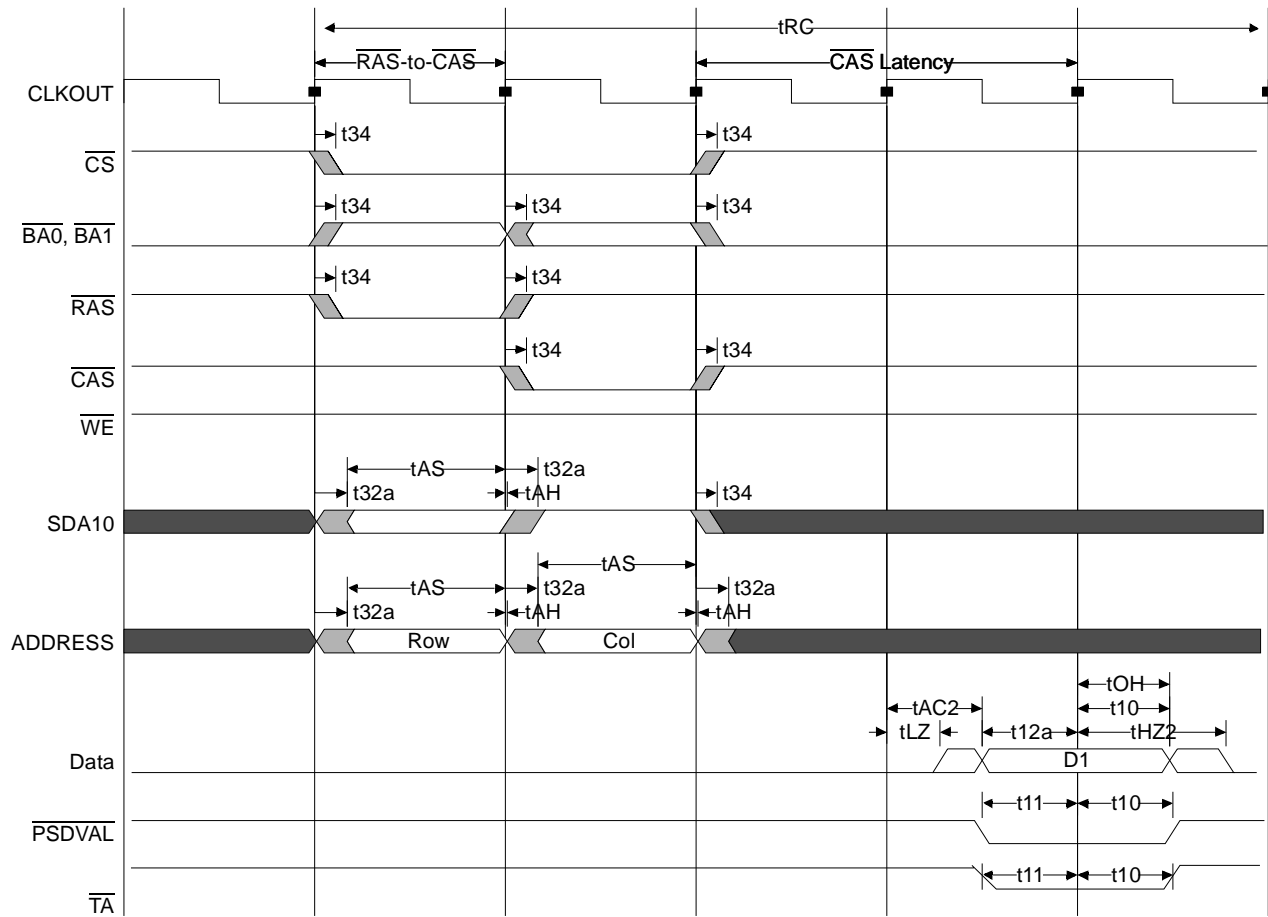 tRC
RAS-to-CAS CAS Latency
CLKOUT
t34 t34
CS
t34 t34 t34
BA0, BA1
t34 t34
RAS
t34 t34
CAS
WE
tAS t32a
t32a tAH t34
SDA10
tAS
tAS t32a t32a
t32a tAH tAH
ADDRESS Row Col
tOH
tAC2 t10
tLZ t12a tHZ2
Data D1
t11 t10
PSDVAL
t11 t10
TA